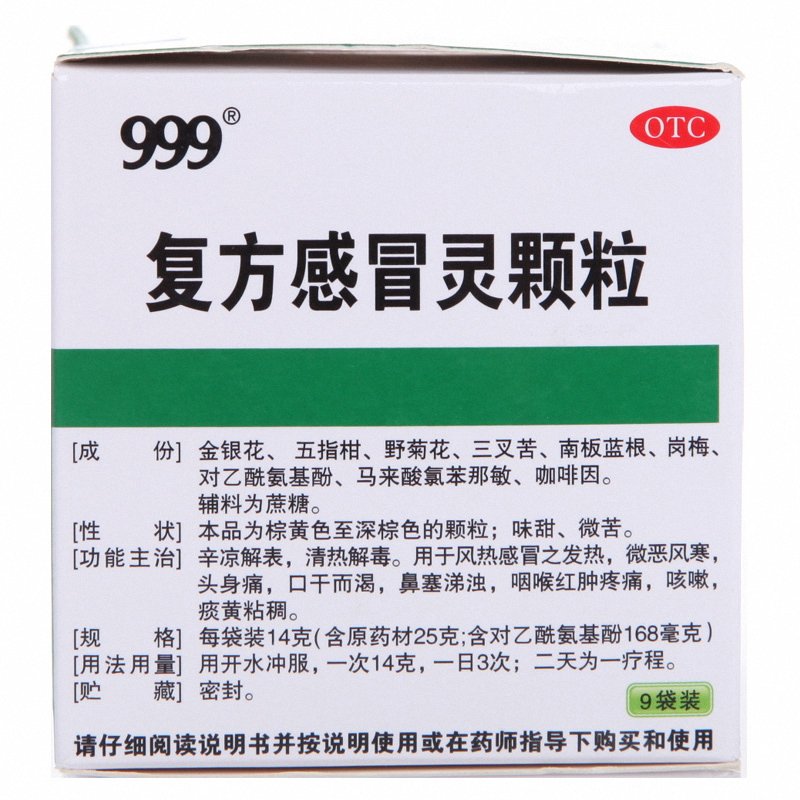 999®
OTC
复方感冒灵颗粒
[成 份] 金银花、五指柑、野菊花、三叉苦、南板蓝根、岗梅、
对乙酰氨基酚、马来酸氯苯那敏、咖啡因。
辅料为蔗糖。
[性 状] 本品为棕黄色至深棕色的颗粒；味甜、微苦。
[功能主治] 辛凉解表，清热解毒。用于风热感冒之发热，微恶风寒，
头身痛，口干而渴，鼻塞涕浊，咽喉红肿疼痛，咳嗽，
痰黄粘稠。
[规 格] 每袋装14克(含原药材25克;含对乙酰氨基酚168毫克)
[用法用量] 用开水冲服，一次14克，一日3次；二天为一疗程。
[贮 藏] 密封。
9袋装
请仔细阅读说明书并按说明使用或在药师指导下购买和使用